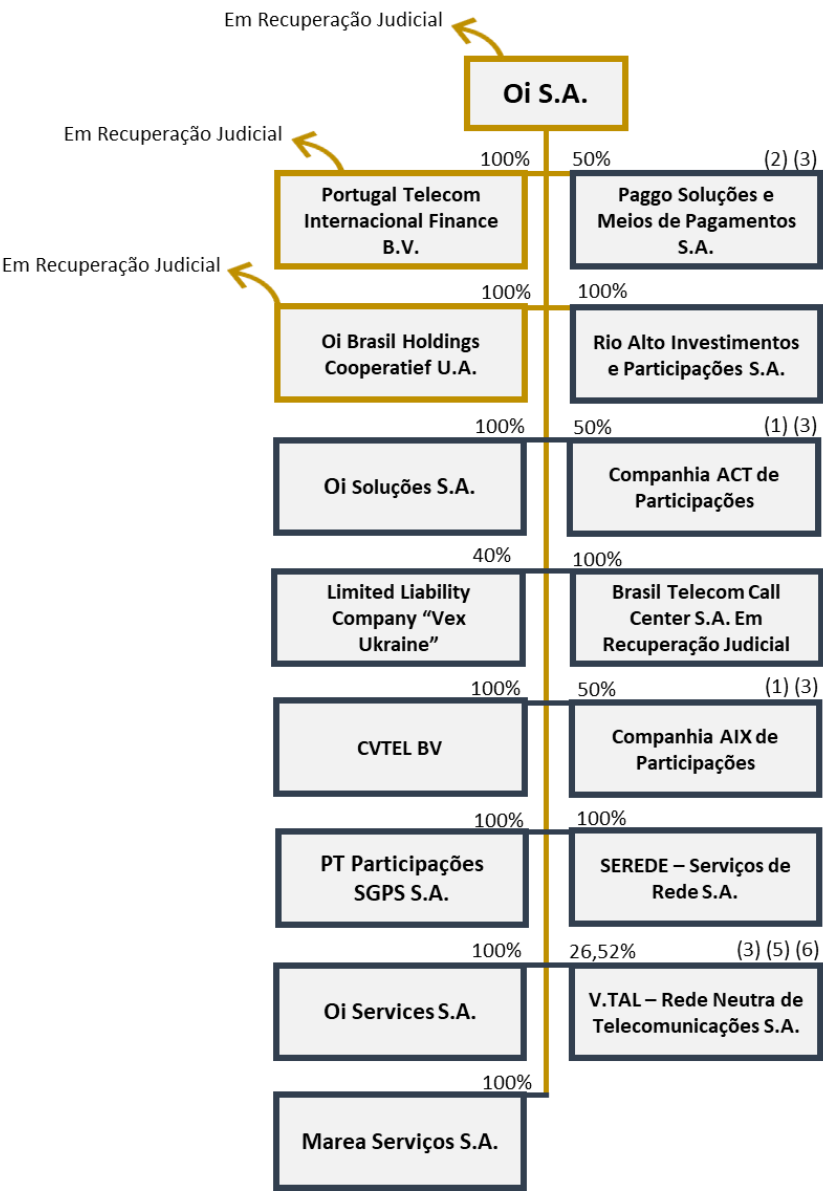 Em Recuperação Judicial
Oi S.A.
Em Recuperação Judicial
100%
50%
(2) (3)
Portugal Telecom
Internacional Finance
B.V.
Paggo Soluções e
Meios de Pagamentos
S.A.
Em Recuperação Judicial
100%
100%
Oi Brasil Holdings
Cooperatief U.A.
Rio Alto Investimentos
e Participações S.A.
100%
50%
(1) (3)
Oi Soluções S.A.
Companhia ACT de
Participações
40%
100%
Limited Liability
Company “Vex
Ukraine”
Brasil Telecom Call
Center S.A. Em
Recuperação Judicial
100%
50%
(1) (3)
CVTEL BV
Companhia AIX de
Participações
100%
100%
PT Participações
SGPS S.A.
SEREDE – Serviços de
Rede S.A.
100%
26,52%
(3) (5) (6)
Oi Services S.A.
V.TAL – Rede Neutra de
Telecomunicações S.A.
100%
Marea Serviços S.A.